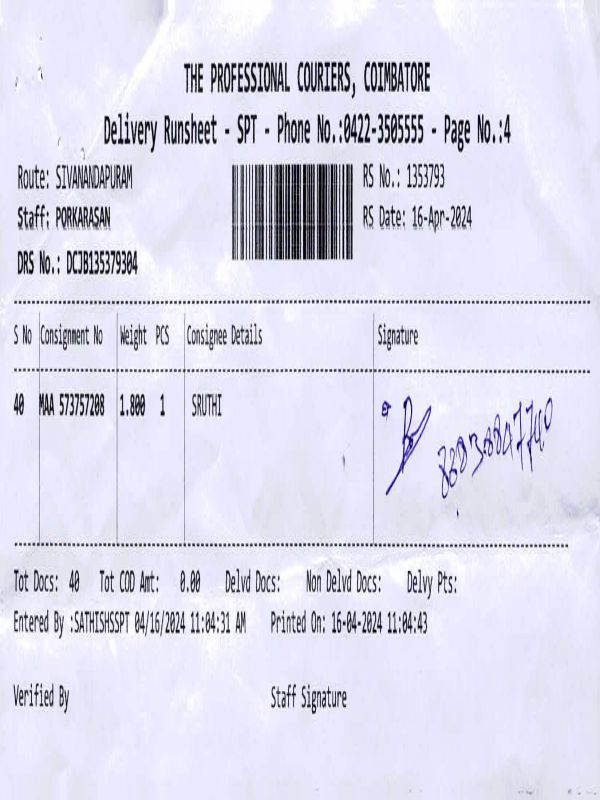 THE PROFESSIONAL COURIERS, COIMBATORE
Delivery Runsheet - SPT - Phone No.:0422-3505555 - Page No.:4
Route: SIVANANDAPURAM
RS No.: 1353793
Staff: PORKARASAN
RS Date: 16-Apr-2024
DRS No.: DCJB135379304
S No Consignment No Weight PCS Consignee Details Signature
40 MAA 573757208 1.800 1 SRUTHI
Tot Docs: 40 Tot COD Amt: 0.00 Delvd Docs: Non Delvd Docs: Delvy Pts:
Entered By :SATHISHSSPT 04/16/2024 11:04:31 AM Printed On: 16-04-2024 11:04:43
Verified By Staff Signature